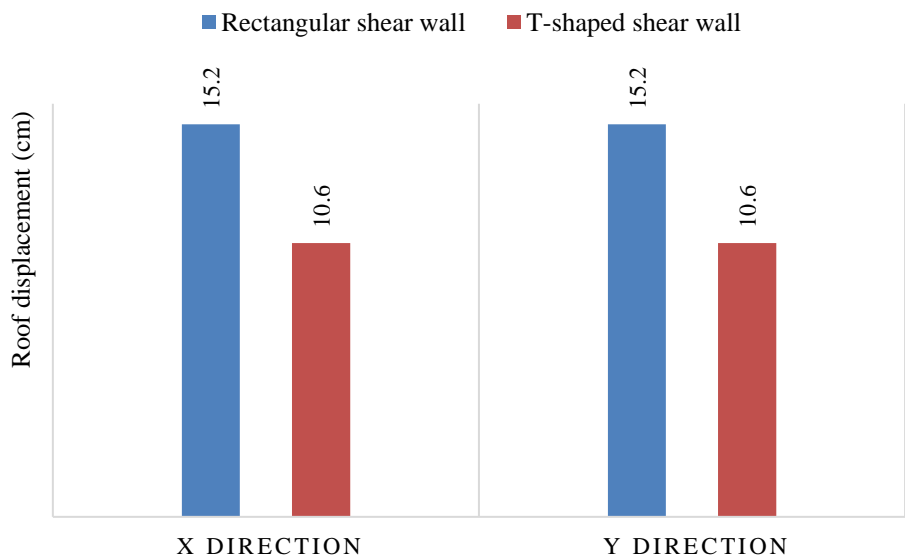 Rectangular shear wall T-shaped shear wall
Roof displacement (cm)
15.2
10.6
15.2
10.6
X DIRECTION
Y DIRECTION